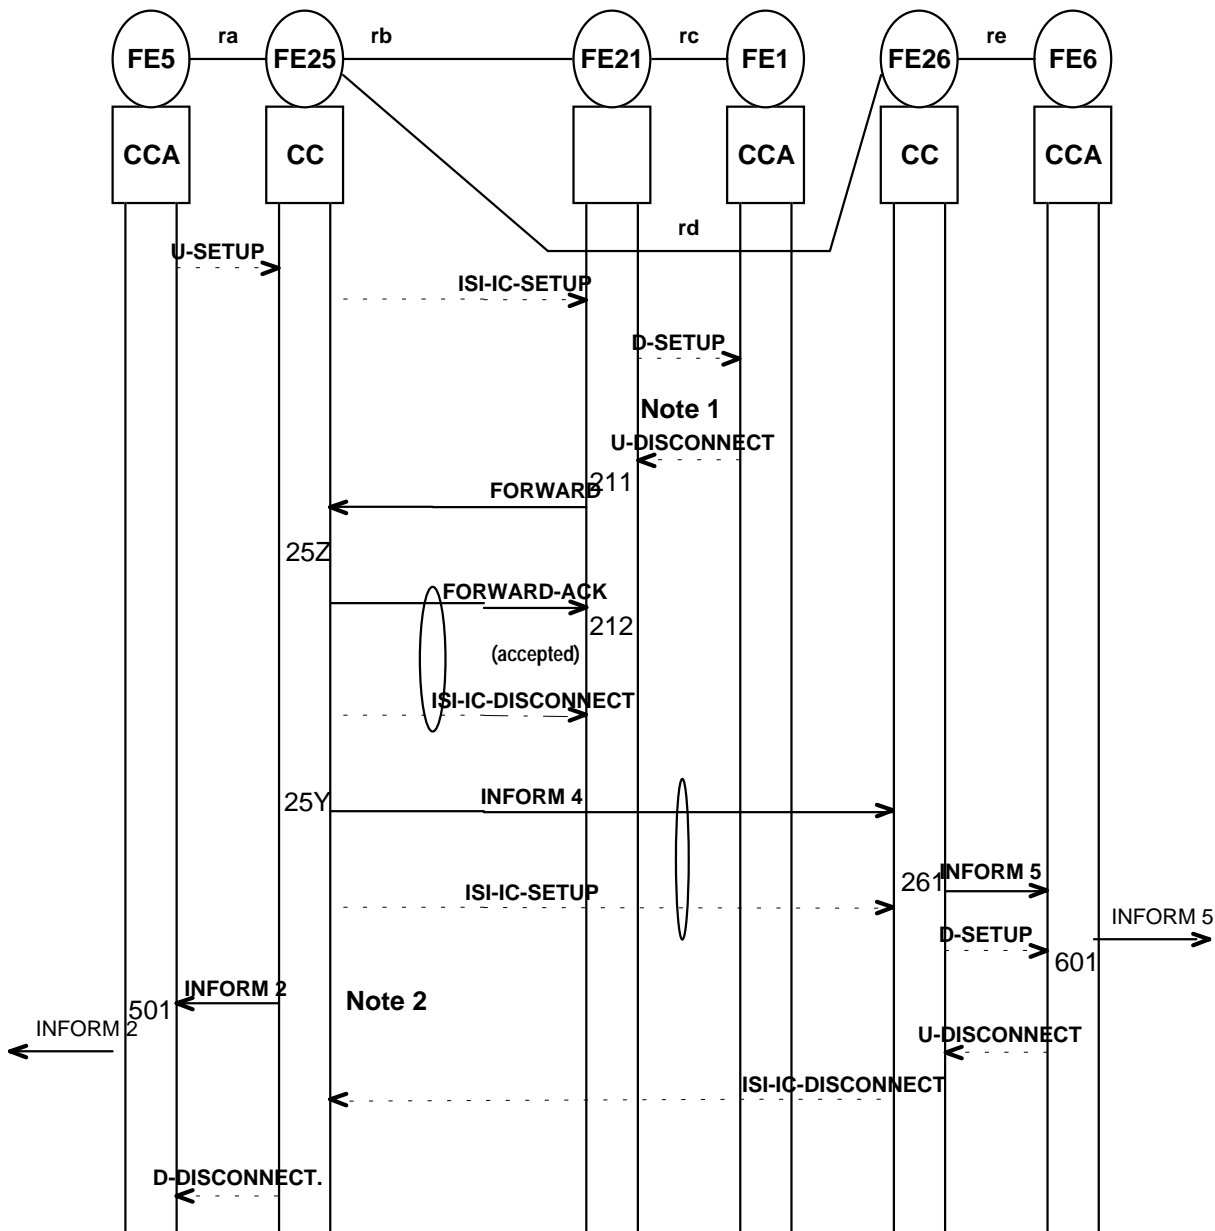 ra rb rc re
FE5 FE25 FE21 FE1 FE26 FE6
CCA CC CCA CC CCA
rd
U-SETUP
ISI-IC-SETUP
D-SETUP
Note 1
U-DISCONNECT
211
FORWARD
25Z
FORWARD-ACK
212
(accepted)
ISI-IC-DISCONNECT
25Y INFORM 4
261 INFORM 5
ISI-IC-SETUP
INFORM 5
D-SETUP
601
INFORM 2 Note 2
501
INFORM 2
U-DISCONNECT
ISI-IC-DISCONNECT
D-DISCONNECT.